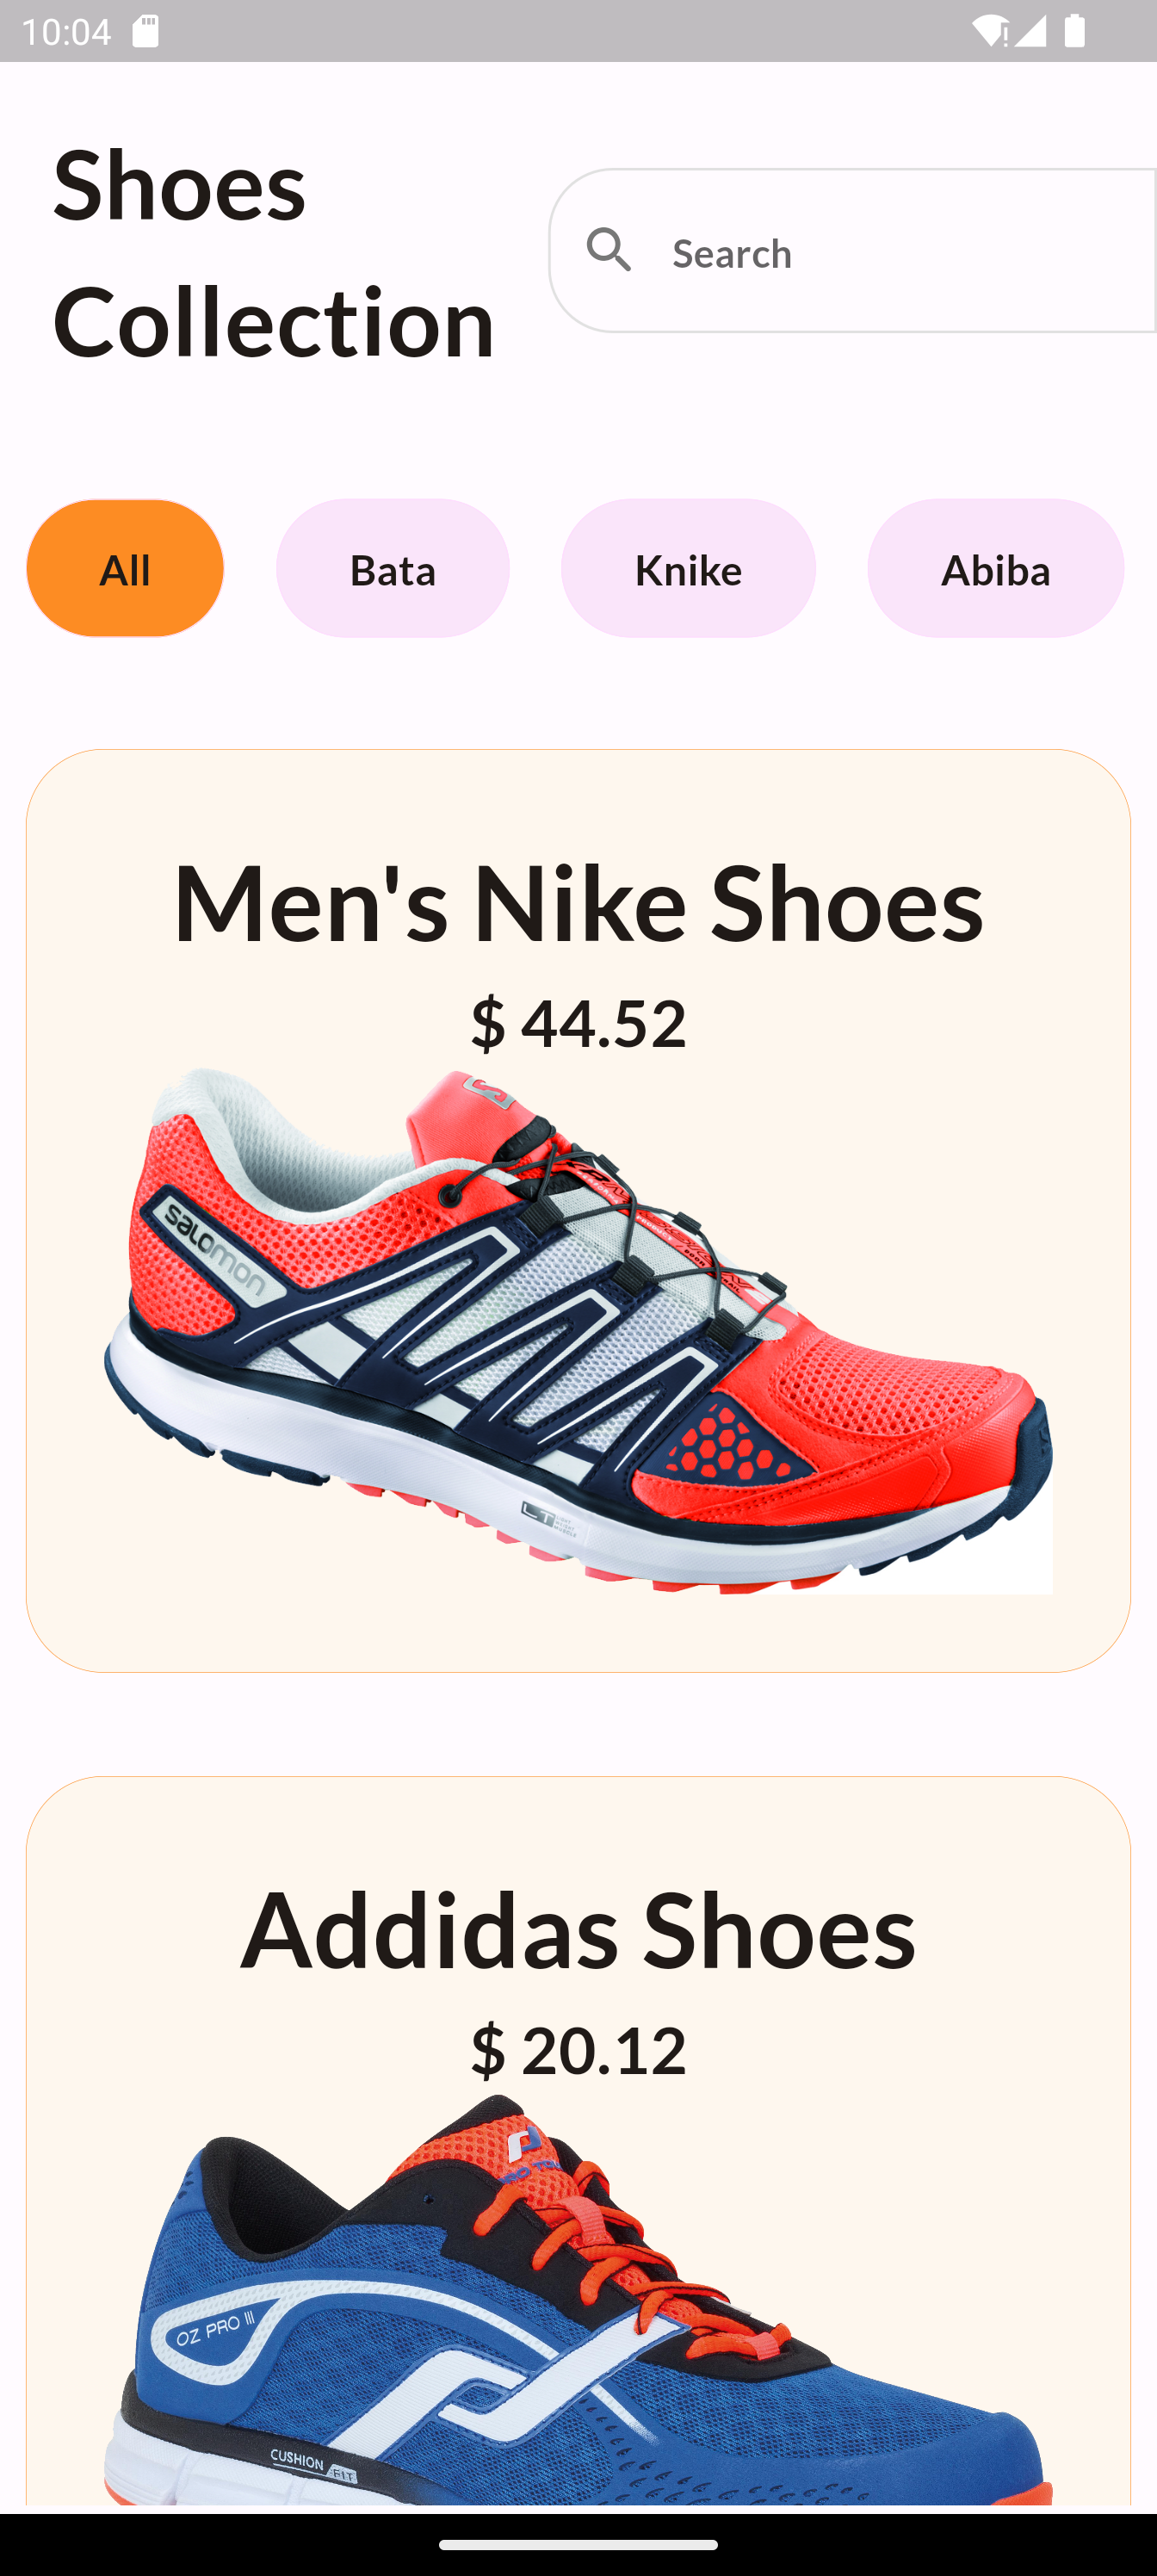 10:04
Shoes
Collection
Search
All
Bata
Knike
Abiba
Men's Nike Shoes
$ 44.52
salomon
LT
Addidas Shoes
$ 20.12
OZ PRO III
CUSHION FIT